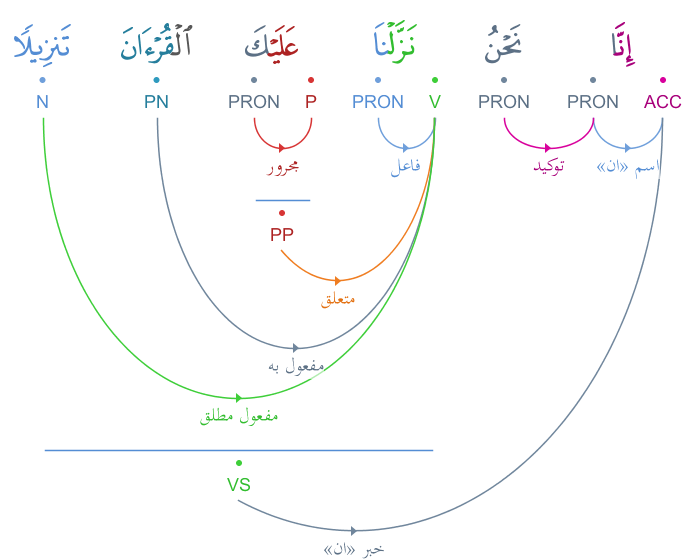 إِنَّا نَحْنُ نَزَّلْنَا عَلَيْكَ ٱلْقُرْءَانَ تَنزِيلًا
ACC PRON PRON V PRON P PRON PN N
اسم «ان» توكيد فاعل مجرور
PP
متعلق
مفعول به
مفعول مطلق
VS
خبر «ان»